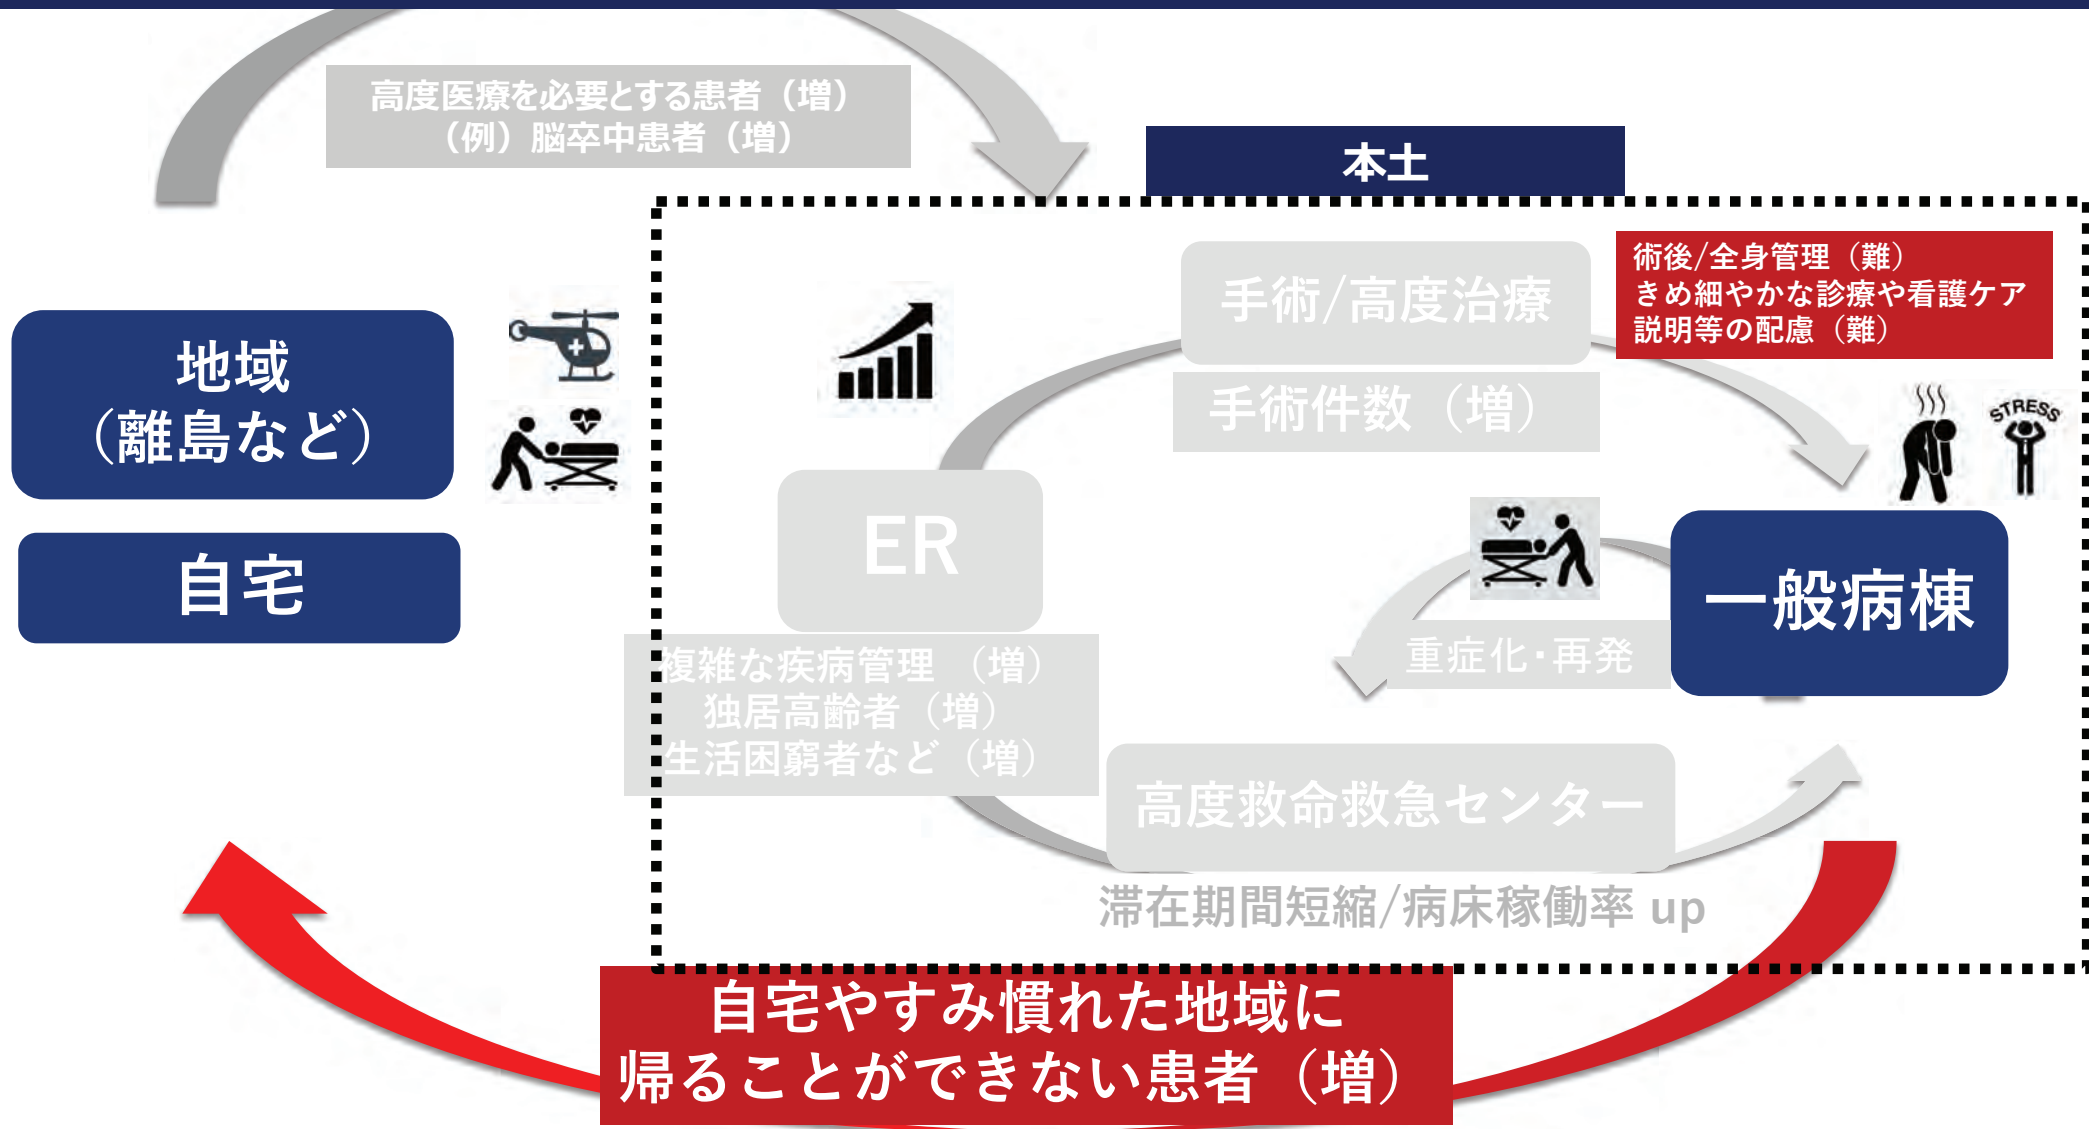 高度医療を必要とする患者（増）
（例）脳卒中患者（増）
本土
手術/高度治療
術後/全身管理（難）
きめ細やかな診療や看護ケア
説明等の配慮（難）
地域
（離島など）
手術件数（増）
STRESS
ER
自宅
一般病棟
複雑な疾病管理 （増）
独居高齢者（増）
生活困窮者など（増）
重症化・再発
高度救命救急センター
滞在期間短縮/病床稼働率 up
自宅やすみ慣れた地域に
帰ることができない患者（増）